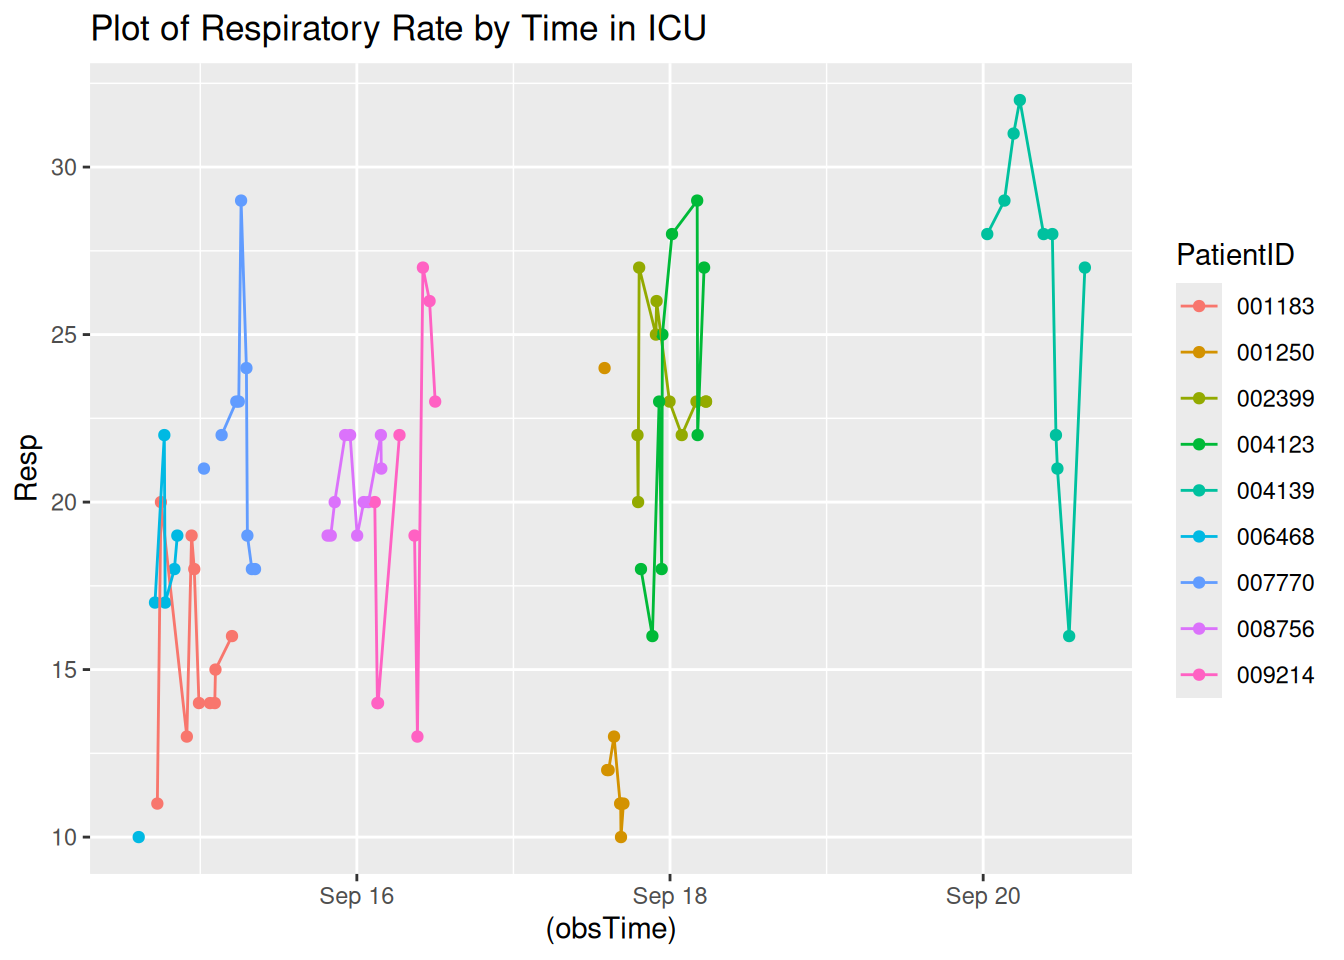 Plot of Respiratory Rate by Time in ICU
Resp
30
25
20
15
10
Sep 16 Sep 18 Sep 20
(obsTime)
PatientID
001183
001250
002399
004123
004139
006468
007770
008756
009214